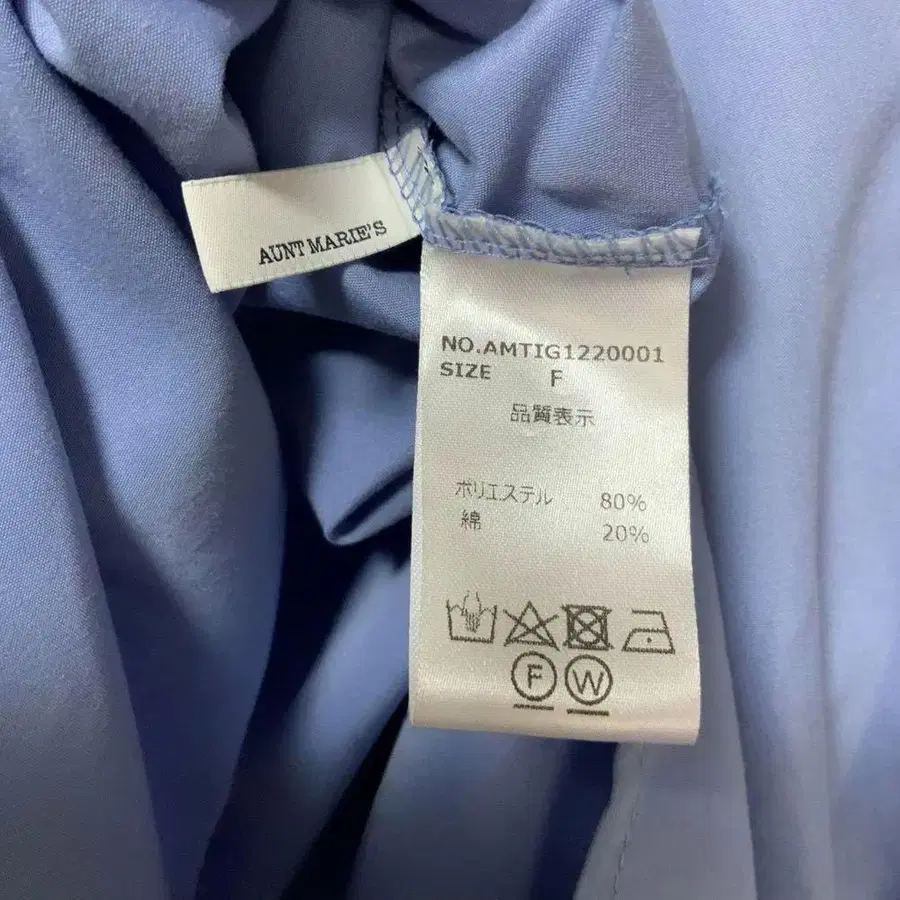 AUNT MARIE'S
NO.AMTIG1220001
SIZE F
品質表示
ポリエステル 80%
綿 20%
F W